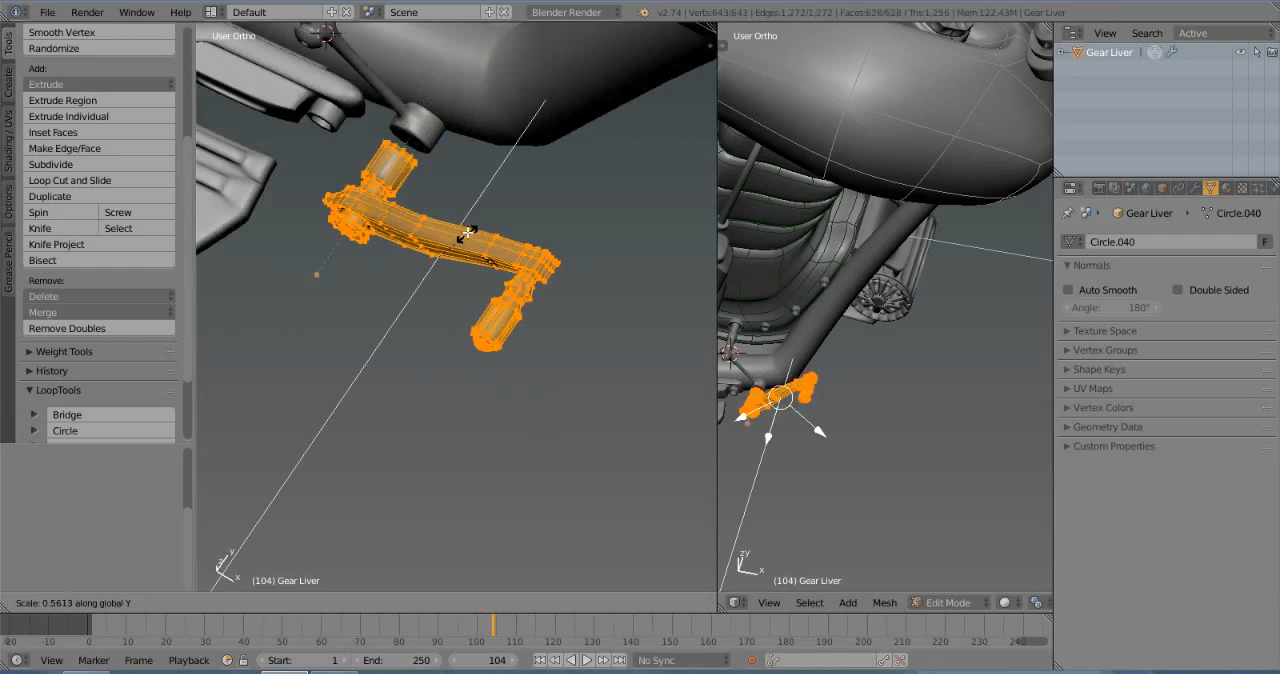 File Render Window Help Default Scene Blender Render v2.74 | Verts:643/643 | Edges:1,272/1,272 | Faces:628/628 | Tris:1,256 | Mem:122.43M | Gear Liver
Tools
Create
Shading / UVs
Options
Grease Pencil
Smooth Vertex
Randomize
Add:
Extrude
Extrude Region
Extrude Individual
Inset Faces
Make Edge/Face
Subdivide
Loop Cut and Slide
Duplicate
Spin Screw
Knife Select
Knife Project
Bisect
Remove:
Delete
Merge
Remove Doubles
Weight Tools
History
LoopTools
Bridge
Circle
User Ortho
y
z
x
(104) Gear Liver
Scale: 0.5613 along global Y
User Ortho
zy
x
(104) Gear Liver
View Select Add Mesh Edit Mode
View Search Active
Gear Liver
Gear Liver Circle.040
Circle.040 F
Normals
Auto Smooth Double Sided
Angle: 180°
Texture Space
Vertex Groups
Shape Keys
UV Maps
Vertex Colors
Geometry Data
Custom Properties
-20 -10 0 10 20 30 40 50 60 70 80 90 100 110 120 130 140 150 160 170 180 190 200 210 220 230 240
View Marker Frame Playback Start: 1 End: 250 104 No Sync